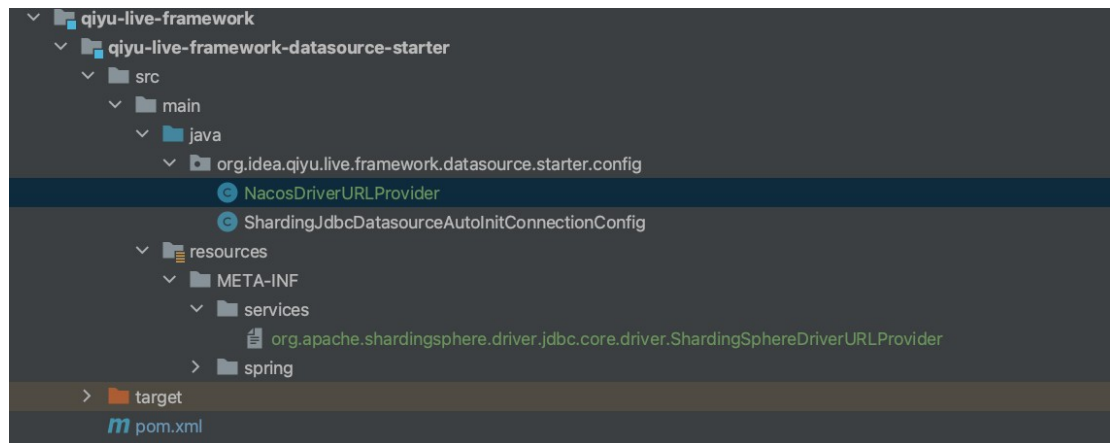 qiyu-live-framework
qiyu-live-framework-datasource-starter
src
main
java
org.idea.qiyu.live.framework.datasource.starter.config
NacosDriverURLProvider
ShardingJdbcDatasourceAutoInitConnectionConfig
resources
META-INF
services
org.apache.shardingsphere.driver.jdbc.core.driver.ShardingSphereDriverURLProvider
spring
target
pom.xml